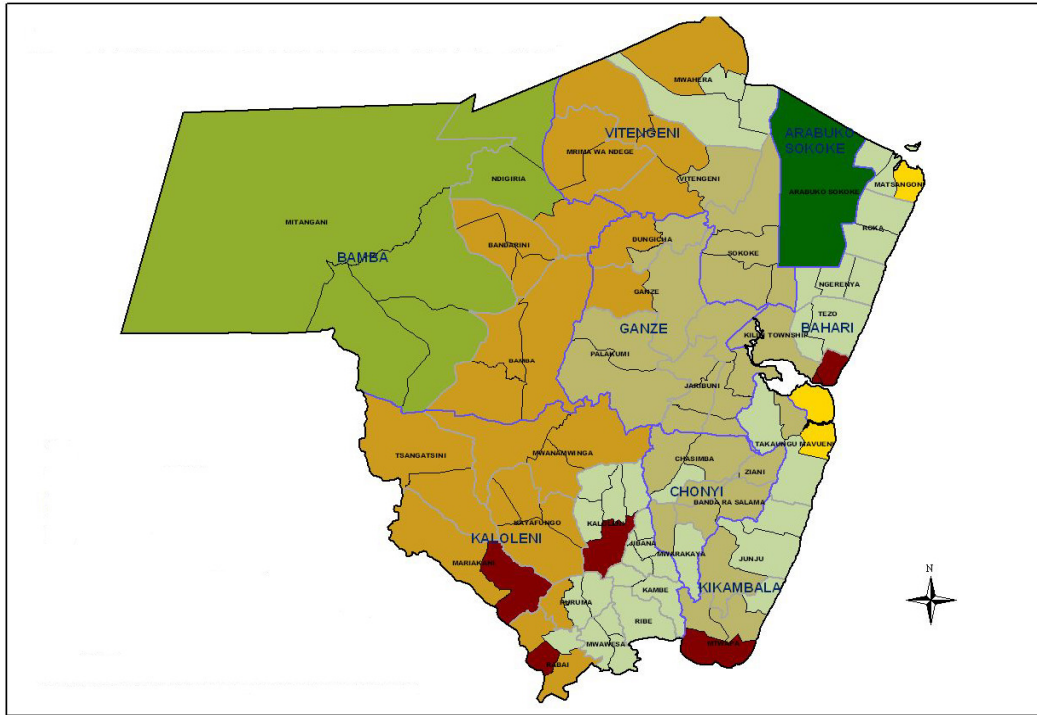 MWAHERA
VITENGENI
ARABUKO
SOKOKE
MRIMA WA NDEGE
NDIGIRIA
VITENGENI
MATSANGONI
ARABUKO SOKOKE
MITANGANI
ROKA
BANDARINI
DUNGICHA
SOKOKE
BAMBA
NGERENYA
GANZE
TEZO
GANZE
BAHARI
KILIFI TOWNSHIP
PALAKUMI
BAMBA
JARIBUNI
TAKAUNGU MAVUENI
TSANGATSINI
MWANAMWINGA
CHASIMBA
ZIANI
CHONYI
BANDA RA SALAMA
KAYAFUNGO
KALOLENI
KALOLENI
JIBANA
MWARAKAYA
JUNJU
MARIAKANI
KIKAMBALA
KAMBE
RURUMA
RIBE
MWAWESA
RABAI
N